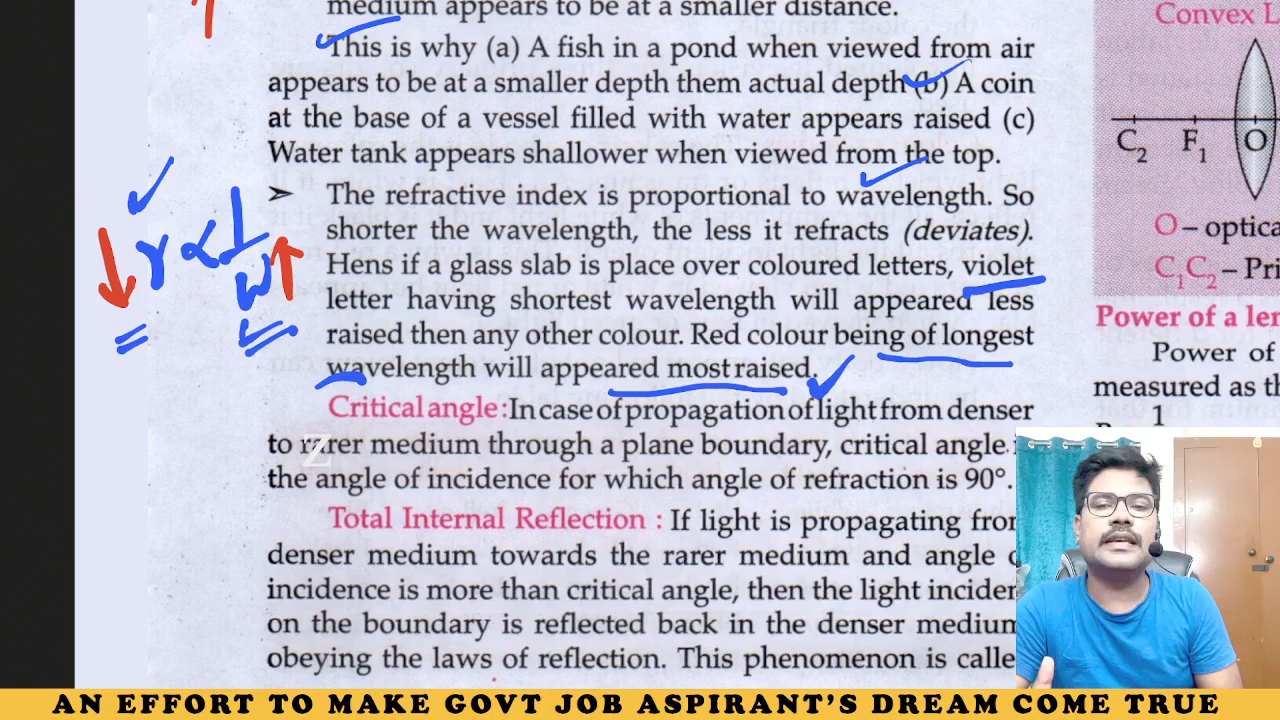 medium appears to be at a smaller distance.
This is why (a) A fish in a pond when viewed from air
appears to be at a smaller depth them actual depth (b) A coin
at the base of a vessel filled with water appears raised (c)
Water tank appears shallower when viewed from the top.
➢ The refractive index is proportional to wavelength. So
shorter the wavelength, the less it refracts (deviates).
Hens if a glass slab is place over coloured letters, violet
letter having shortest wavelength will appeared less
raised then any other colour. Red colour being of longest
wavelength will appeared most raised.
Critical angle : In case of propagation of light from denser
to rarer medium through a plane boundary, critical angle
the angle of incidence for which angle of refraction is 90°.
Total Internal Reflection : If light is propagating from
denser medium towards the rarer medium and angle
incidence is more than critical angle, then the light inciden
on the boundary is reflected back in the denser medium
obeying the laws of reflection. This phenomenon is calle
r ∝ 1
w
Z
Convex L
C2 F1 O
O – optica
C1C2 – Pri
Power of a len
Power of
measured as th
1
AN EFFORT TO MAKE GOVT JOB ASPIRANT'S DREAM COME TRUE